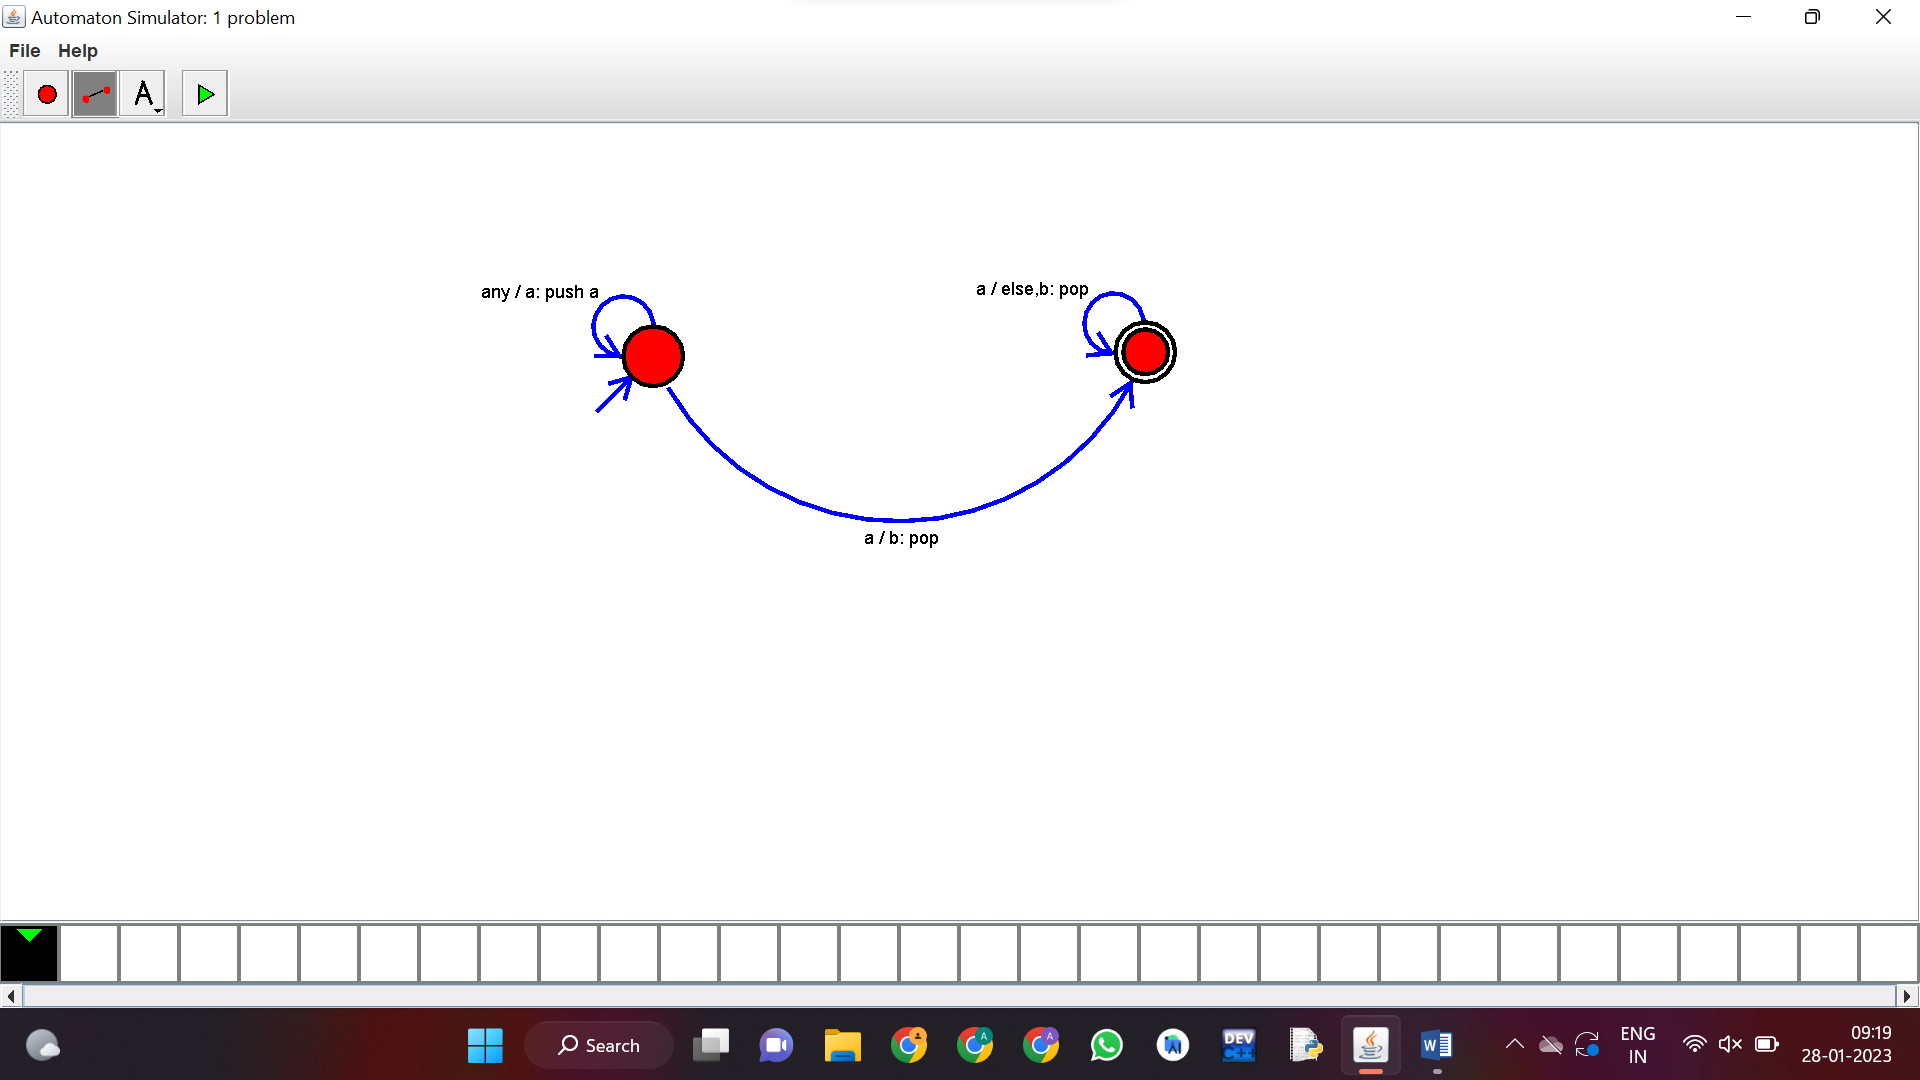 Automaton Simulator: 1 problem
File Help
A
any / a: push a
a / else,b: pop
a / b: pop
Search
A
A
DEV
C++
W
ENG
IN
09:19
28-01-2023